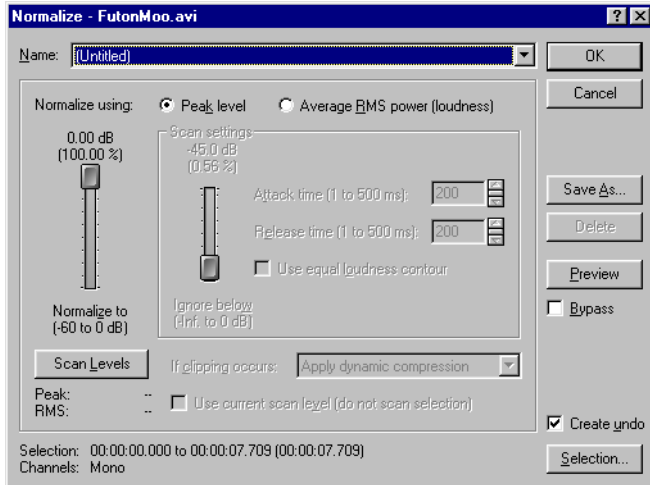 Normalize - FutonMoo.avi
Name: (Untitled)
OK
Cancel
Normalize using: Peak level Average RMS power (loudness)
0.00 dB
(100.00 %)
Scan settings
-45.0 dB
(0.56 %)
Attack time (1 to 500 ms): 200
Release time (1 to 500 ms): 200
Use equal loudness contour
Ignore below
(-Inf. to 0 dB)
Normalize to
(-60 to 0 dB)
Save As...
Delete
Preview
Bypass
Scan Levels
If clipping occurs: Apply dynamic compression
Peak: --
RMS: --
Use current scan level (do not scan selection)
Create undo
Selection: 00:00:00.000 to 00:00:07.709 (00:00:07.709)
Channels: Mono
Selection...